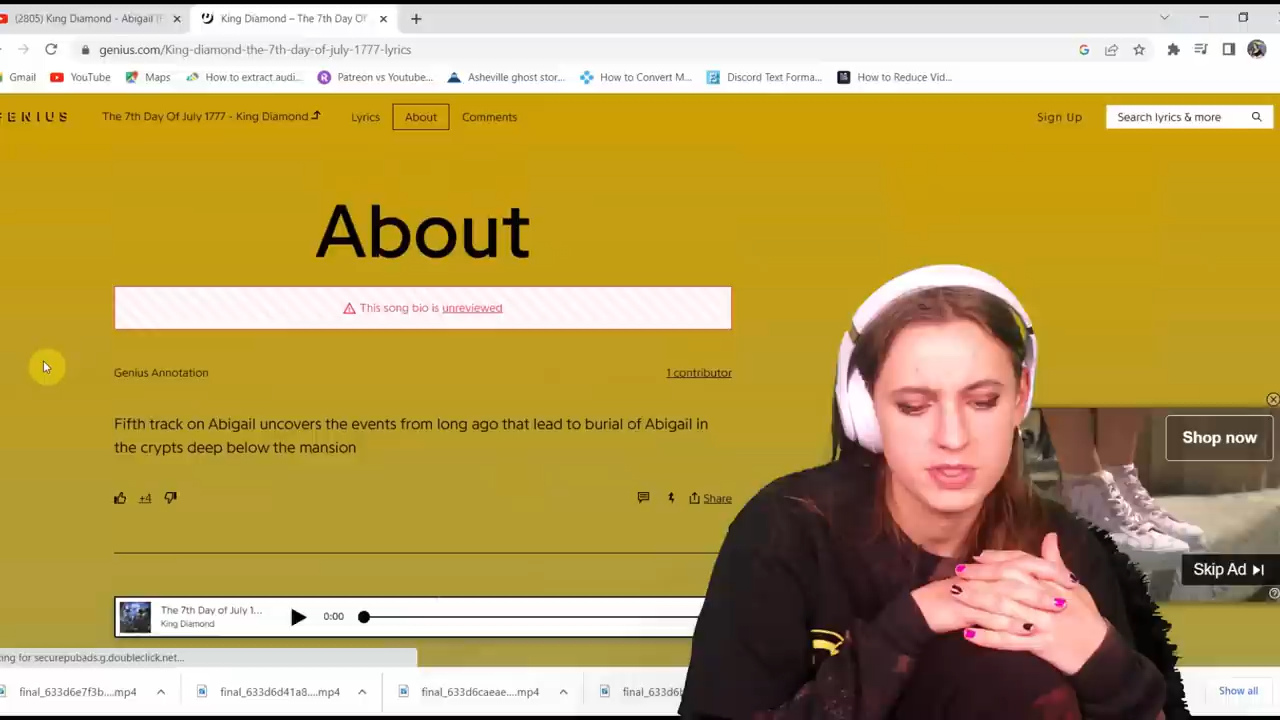 (2805) King Diamond - Abigail
King Diamond – The 7th Day Of
genius.com/King-diamond-the-7th-day-of-july-1777-lyrics
Gmail
YouTube
Maps
How to extract audi...
Patreon vs Youtube...
Asheville ghost stor...
How to Convert M...
Discord Text Forma...
How to Reduce Vid...
ENIUS
The 7th Day Of July 1777 - King Diamond
Lyrics
About
Comments
Sign Up
Search lyrics & more
About
This song bio is unreviewed
Genius Annotation
1 contributor
Fifth track on Abigail uncovers the events from long ago that lead to burial of Abigail in
the crypts deep below the mansion
+4
Share
Shop now
Skip Ad
The 7th Day of July 1...
King Diamond
0:00
ng for securepubads.g.doubleclick.net...
final_633d6e7f3b....mp4
final_633d6d41a8....mp4
final_633d6caeae....mp4
Show all